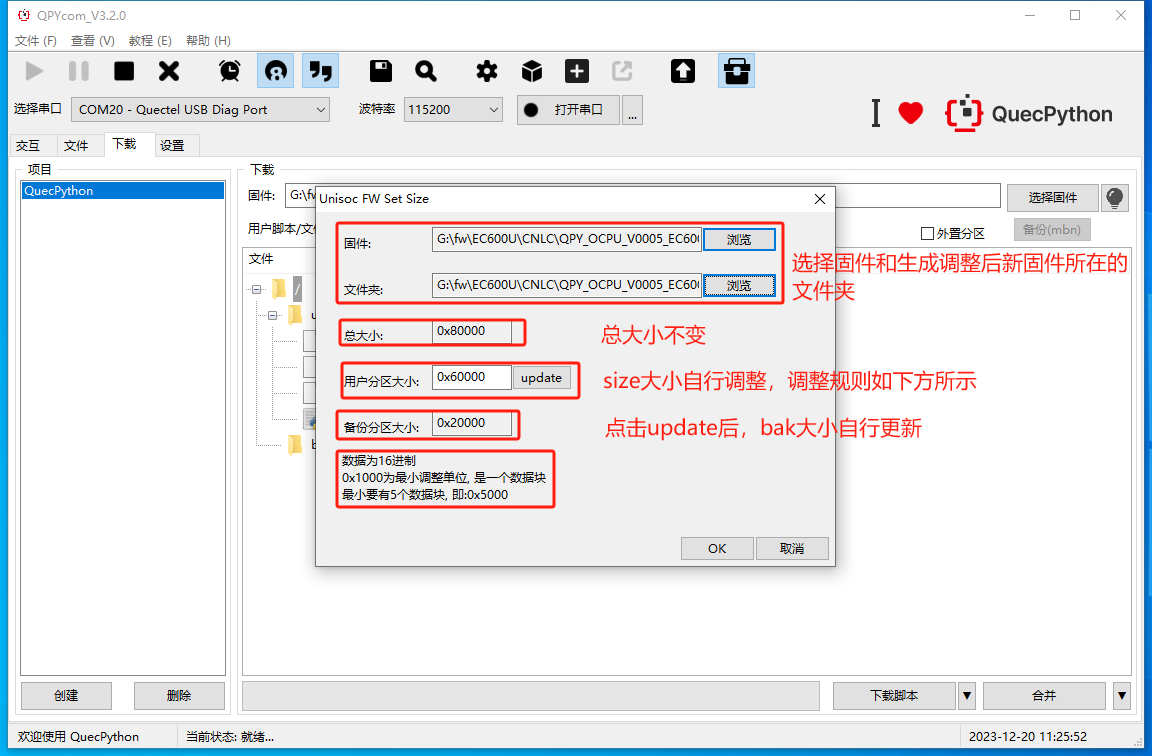 QPYcom_V3.2.0
文件 (F) 查看 (V) 教程 (E) 帮助 (H)
选择串口 COM20 - Quectel USB Diag Port 波特率 115200 打开串口 ...
I QuecPython
交互 文件 下载 设置
项目
QuecPython
下载
固件: G:\fw
选择固件
用户脚本/文件
外置分区 备份(mbn)
文件
/
Unisoc FW Set Size
固件: G:\fw\EC600U\CNLC\QPY_OCPU_V0005_EC600 浏览
文件夹: G:\fw\EC600U\CNLC\QPY_OCPU_V0005_EC600 浏览
选择固件和生成调整后新固件所在的
文件夹
总大小: 0x80000
总大小不变
用户分区大小: 0x60000 update
size大小自行调整，调整规则如下方所示
备份分区大小: 0x20000
点击update后，bak大小自行更新
数据为16进制
0x1000为最小调整单位, 是一个数据块
最小要有5个数据块, 即:0x5000
OK 取消
创建 删除
下载脚本 合并
欢迎使用 QuecPython 当前状态: 就绪... 2023-12-20 11:25:52